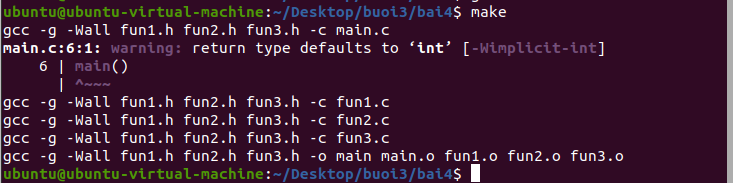 ubuntu@ubuntu-virtual-machine:~/Desktop/buoi3/bai4$ make
gcc -g -Wall fun1.h fun2.h fun3.h -c main.c
main.c:6:1: warning: return type defaults to ‘int’ [-Wimplicit-int]
    6 | main()
      | ^~~~
gcc -g -Wall fun1.h fun2.h fun3.h -c fun1.c
gcc -g -Wall fun1.h fun2.h fun3.h -c fun2.c
gcc -g -Wall fun1.h fun2.h fun3.h -c fun3.c
gcc -g -Wall fun1.h fun2.h fun3.h -o main main.o fun1.o fun2.o fun3.o
ubuntu@ubuntu-virtual-machine:~/Desktop/buoi3/bai4$